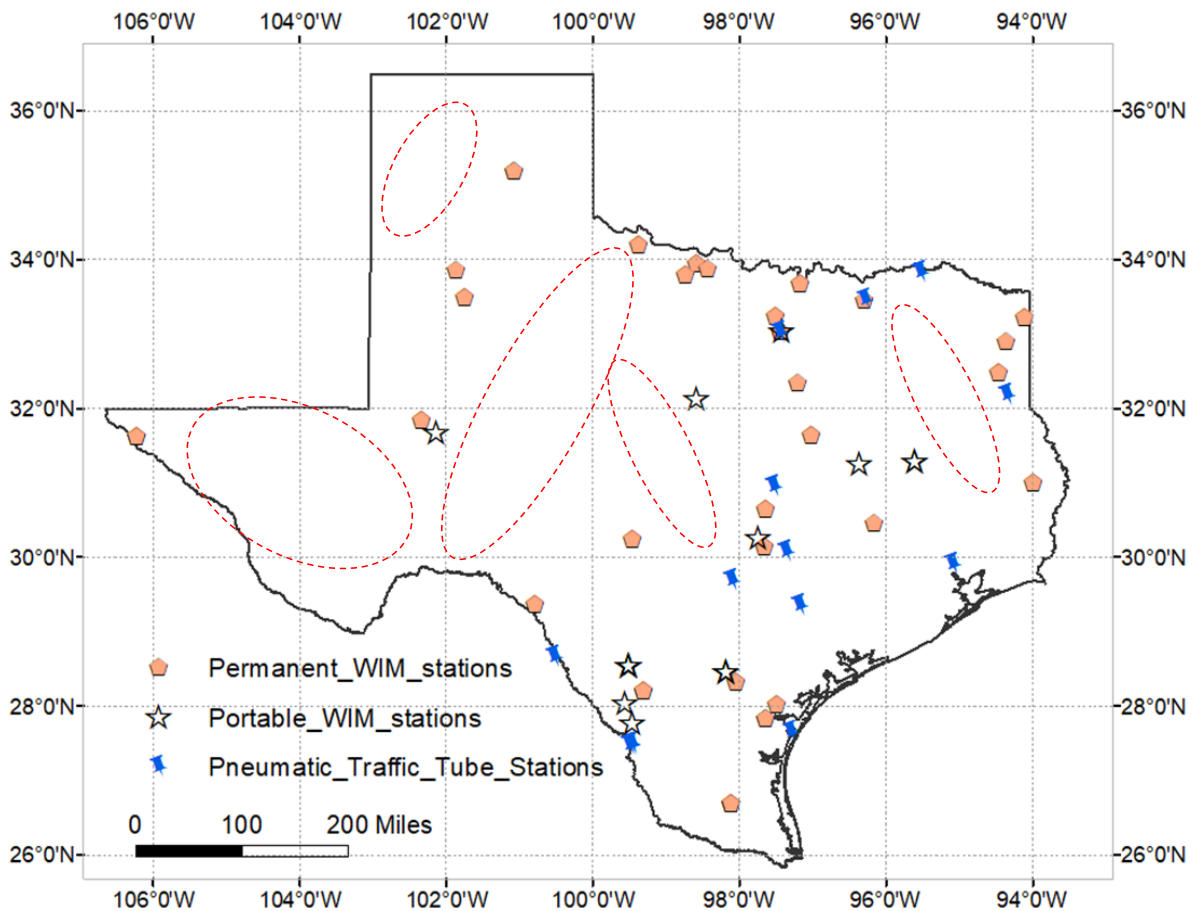 106°0'W 104°0'W 102°0'W 100°0'W 98°0'W 96°0'W 94°0'W
36°0'N 36°0'N
34°0'N 34°0'N
32°0'N 32°0'N
30°0'N 30°0'N
Permanent_WIM_stations
28°0'N Portable_WIM_stations 28°0'N
Pneumatic_Traffic_Tube_Stations
0 100 200 Miles
26°0'N 26°0'N
106°0'W 104°0'W 102°0'W 100°0'W 98°0'W 96°0'W 94°0'W